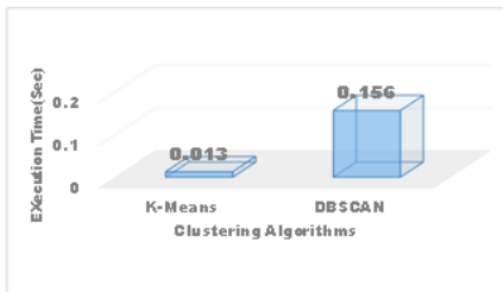 EXecution Time(Sec)
0.2
0.1
0
0.013
0.156
K-Means
DBSCAN
Clustering Algorithms